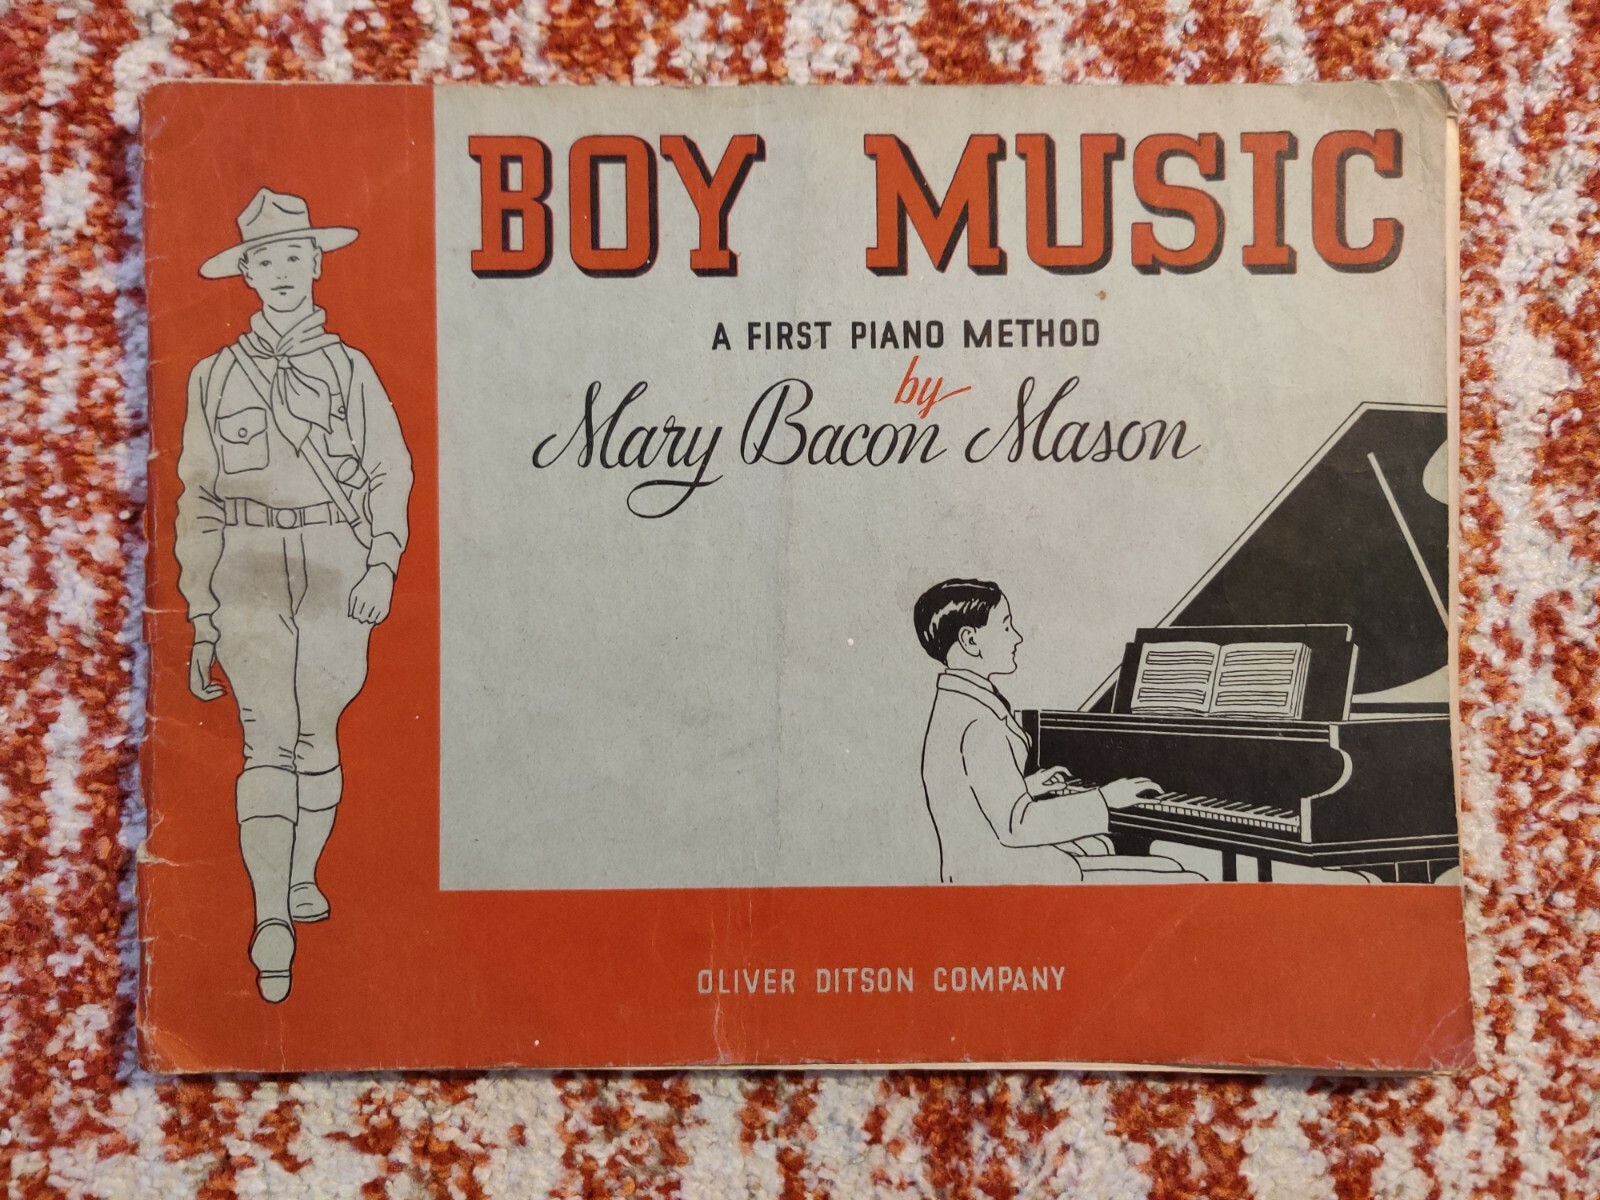 BOY MUSIC
A FIRST PIANO METHOD
by
Mary Bacon Mason
OLIVER DITSON COMPANY